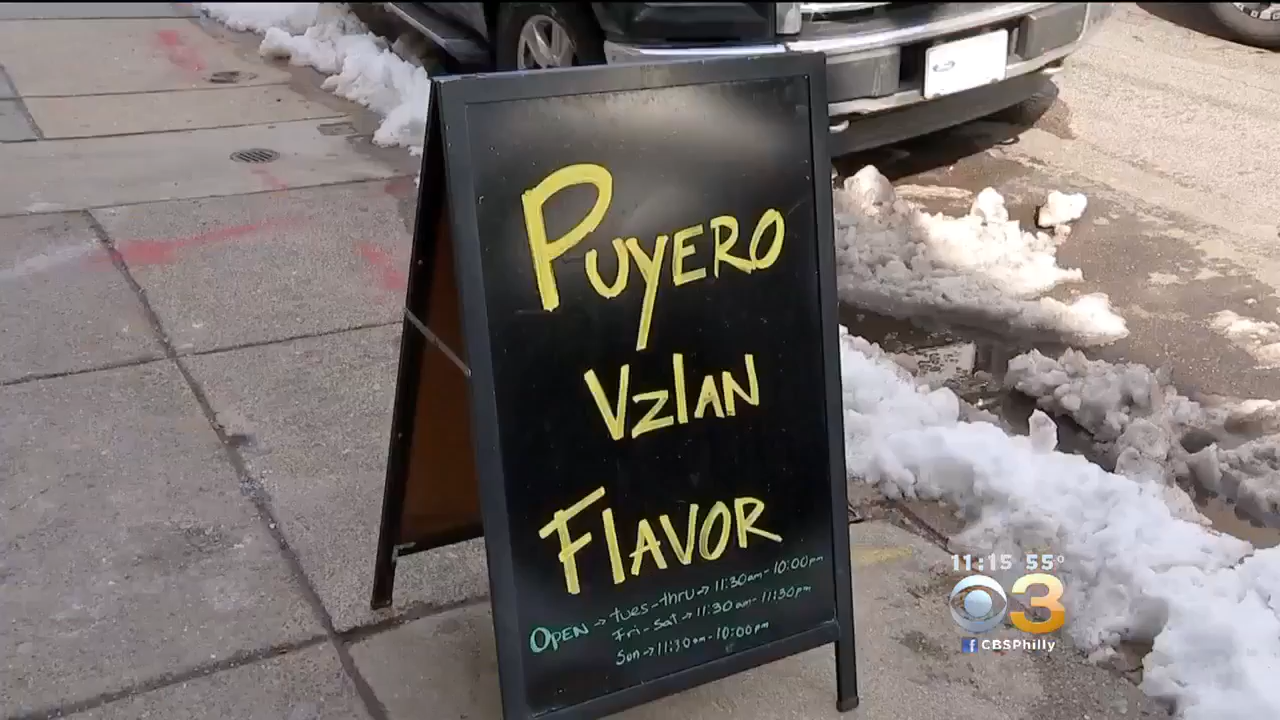 PUYERO
VZLAN
FLAVOR
OPEN → tues-thru → 11:30am-10:00pm
Fri-Sat → 11:30am-11:30pm
Sun → 11:30am-10:00pm
11:15 55°
3
f CBSPhilly